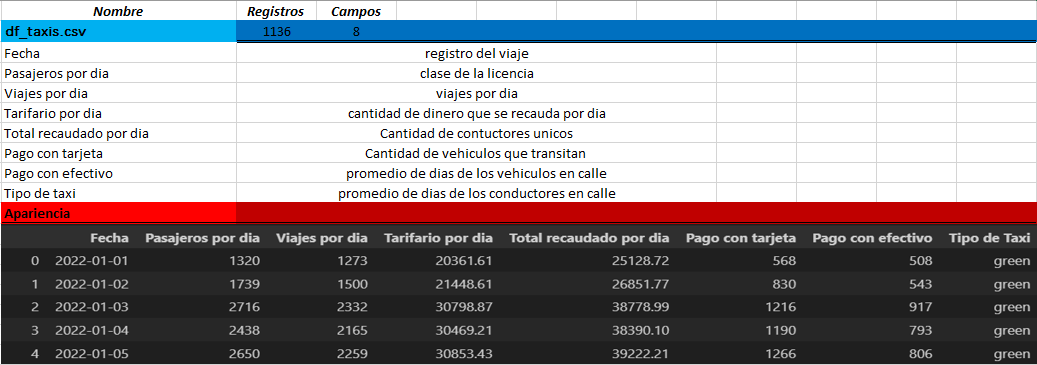 Nombre Registros Campos
df_taxis.csv 1136 8
Fecha registro del viaje
Pasajeros por dia clase de la licencia
Viajes por dia viajes por dia
Tarifario por dia cantidad de dinero que se recauda por dia
Total recaudado por dia Cantidad de contuctores unicos
Pago con tarjeta Cantidad de vehiculos que transitan
Pago con efectivo promedio de dias de los vehiculos en calle
Tipo de taxi promedio de dias de los conductores en calle
Apariencia
Fecha Pasajeros por dia Viajes por dia Tarifario por dia Total recaudado por dia Pago con tarjeta Pago con efectivo Tipo de Taxi
0 2022-01-01 1320 1273 20361.61 25128.72 568 508 green
1 2022-01-02 1739 1500 21448.61 26851.77 830 543 green
2 2022-01-03 2716 2332 30798.87 38778.99 1216 917 green
3 2022-01-04 2438 2165 30469.21 38390.10 1190 793 green
4 2022-01-05 2650 2259 30853.43 39222.21 1266 806 green